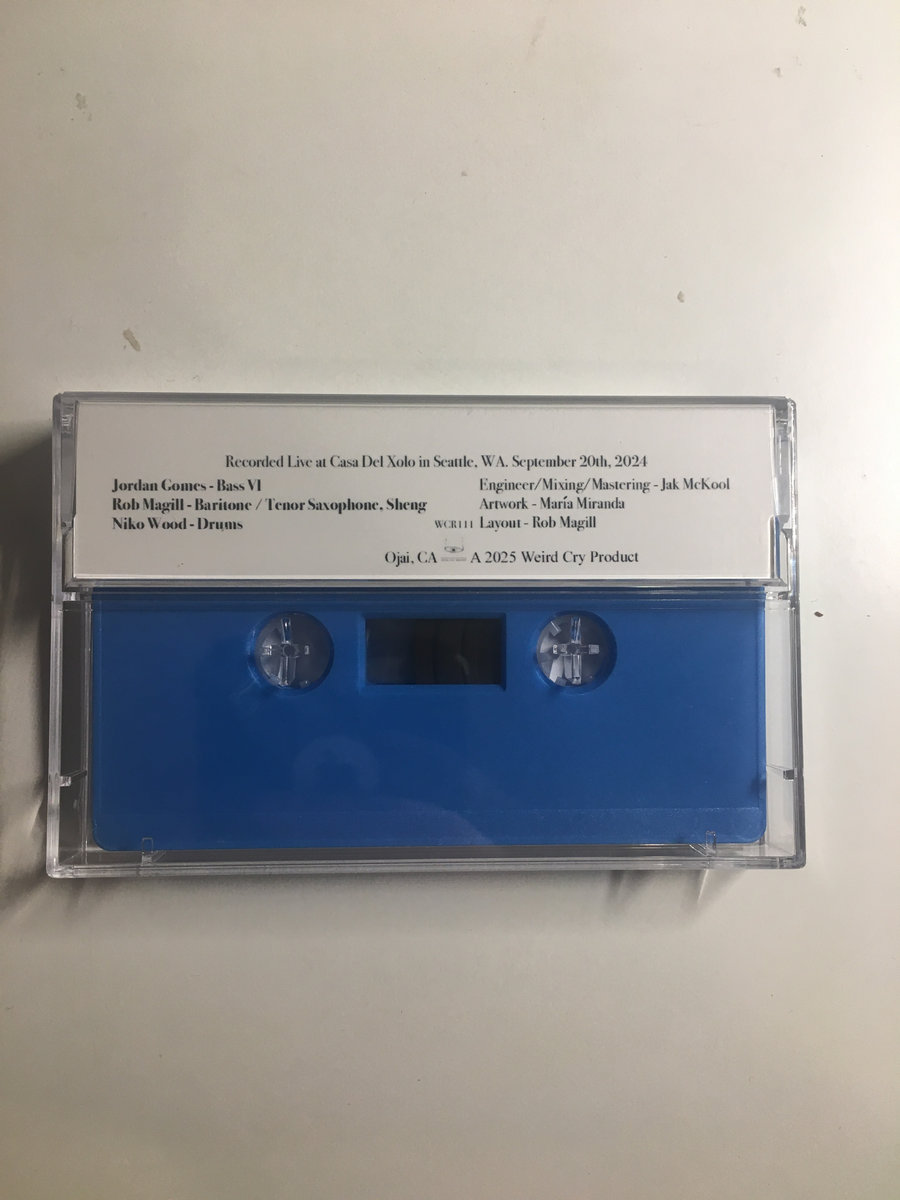 Recorded Live at Casa Del Xolo in Seattle, WA. September 20th, 2024
Jordan Gomes - Bass VI
Rob Magill - Baritone / Tenor Saxophone, Sheng
Niko Wood - Drums
Engineer/Mixing/Mastering - Jak McKool
Artwork - María Miranda
WCR111 Layout - Rob Magill
Ojai, CA A 2025 Weird Cry Product